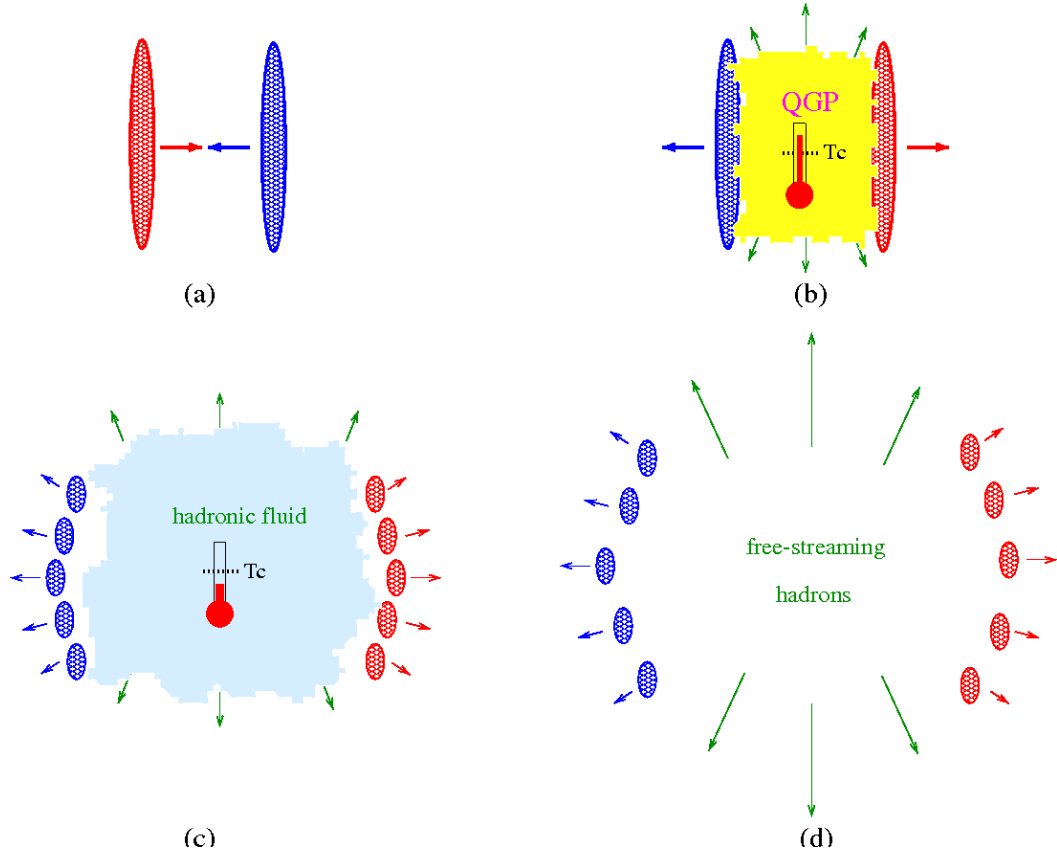 (a)
QGP
Tc
(b)
hadronic fluid
Tc
(c)
free-streaming
hadrons
(d)